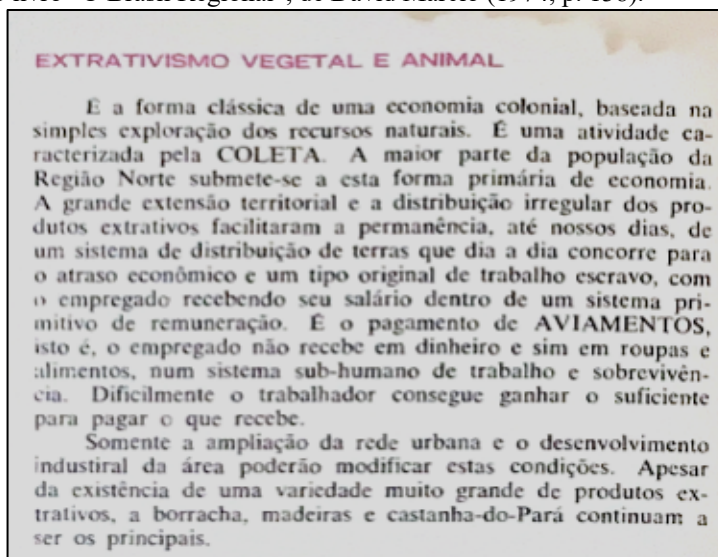 EXTRATIVISMO VEGETAL E ANIMAL
É a forma clássica de uma economia colonial, baseada na
simples exploração dos recursos naturais. É uma atividade ca-
racterizada pela COLETA. A maior parte da população da
Região Norte submete-se a esta forma primária de economia.
A grande extensão territorial e a distribuição irregular dos pro-
dutos extrativos facilitaram a permanência, até nossos dias, de
um sistema de distribuição de terras que dia a dia concorre para
o atraso econômico e um tipo original de trabalho escravo, com
o empregado recebendo seu salário dentro de um sistema pri-
mitivo de remuneração. É o pagamento de AVIAMENTOS,
isto é, o empregado não recebe em dinheiro e sim em roupas e
alimentos, num sistema sub-humano de trabalho e sobrevivên-
cia. Dificilmente o trabalhador consegue ganhar o suficiente
para pagar o que recebe.
Somente a ampliação da rede urbana e o desenvolvimento
industiral da área poderão modificar estas condições. Apesar
da existência de uma variedade muito grande de produtos ex-
trativos, a borracha, madeiras e castanha-do-Pará continuam a
ser os principais.